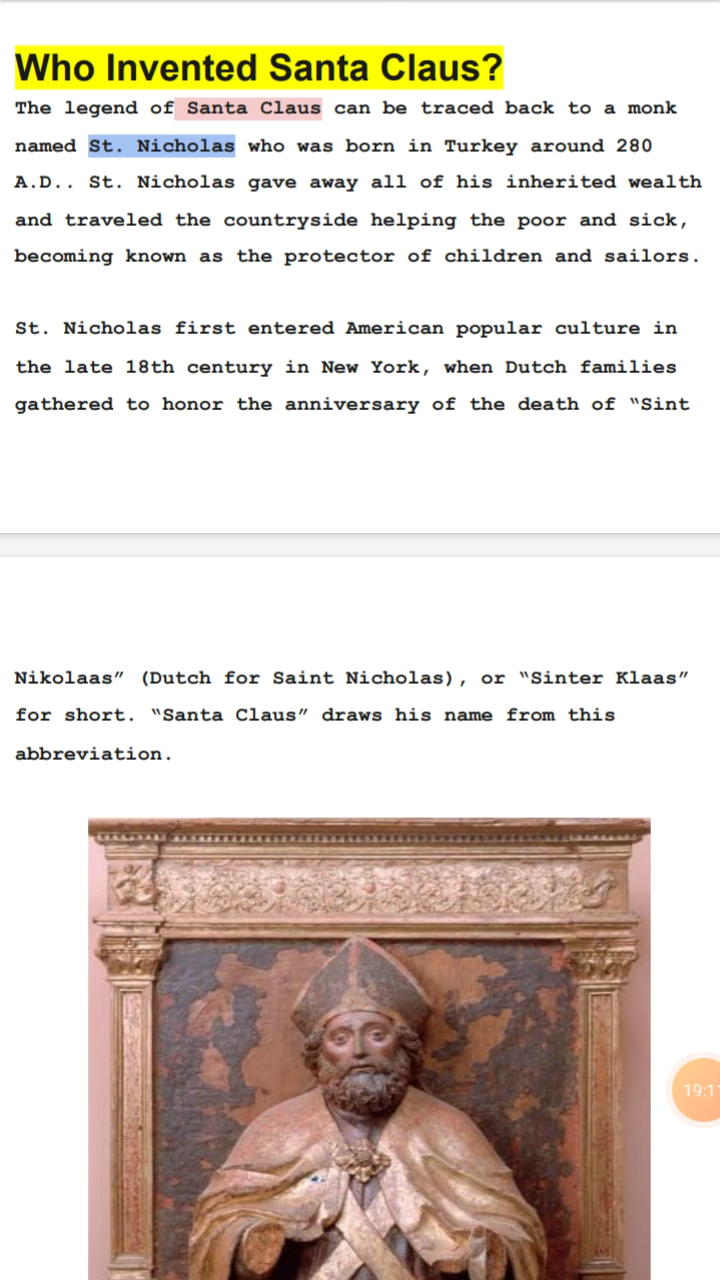 Who Invented Santa Claus?
The legend of Santa Claus can be traced back to a monk
named St. Nicholas who was born in Turkey around 280
A.D.. St. Nicholas gave away all of his inherited wealth
and traveled the countryside helping the poor and sick,
becoming known as the protector of children and sailors.
St. Nicholas first entered American popular culture in
the late 18th century in New York, when Dutch families
gathered to honor the anniversary of the death of “Sint
Nikolaas” (Dutch for Saint Nicholas), or “Sinter Klaas”
for short. “Santa Claus” draws his name from this
abbreviation.